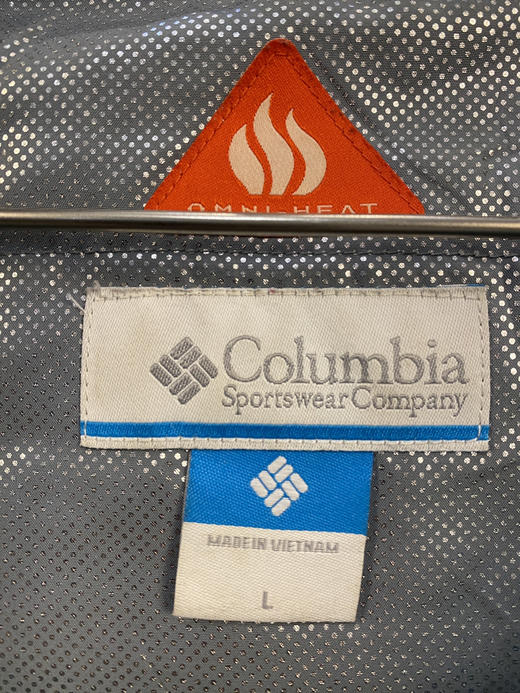 OMNI-HEAT
Columbia
Sportswear Company
MADE IN VIETNAM
L